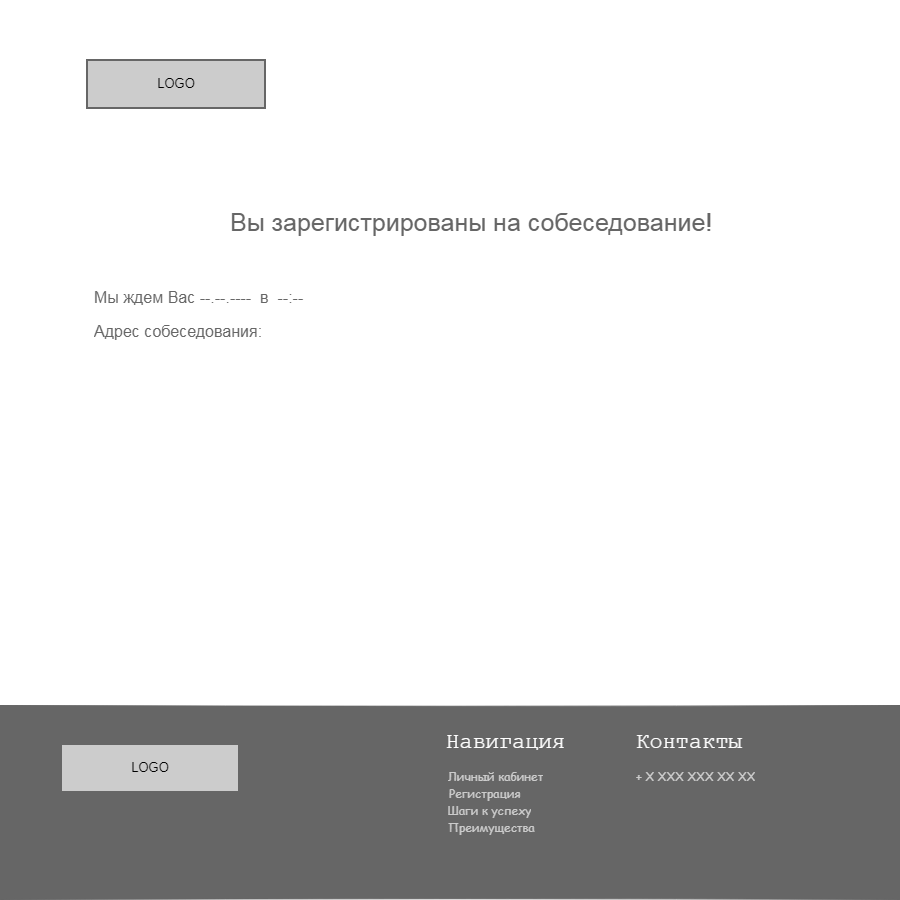 LOGO
Вы зарегистрированы на собеседование!
Мы ждем Вас --.--.---- в --:--
Адрес собеседования:
LOGO
Навигация
Личный кабинет
Регистрация
Шаги к успеху
Преимущества
Контакты
+ X XXX XXX XX XX